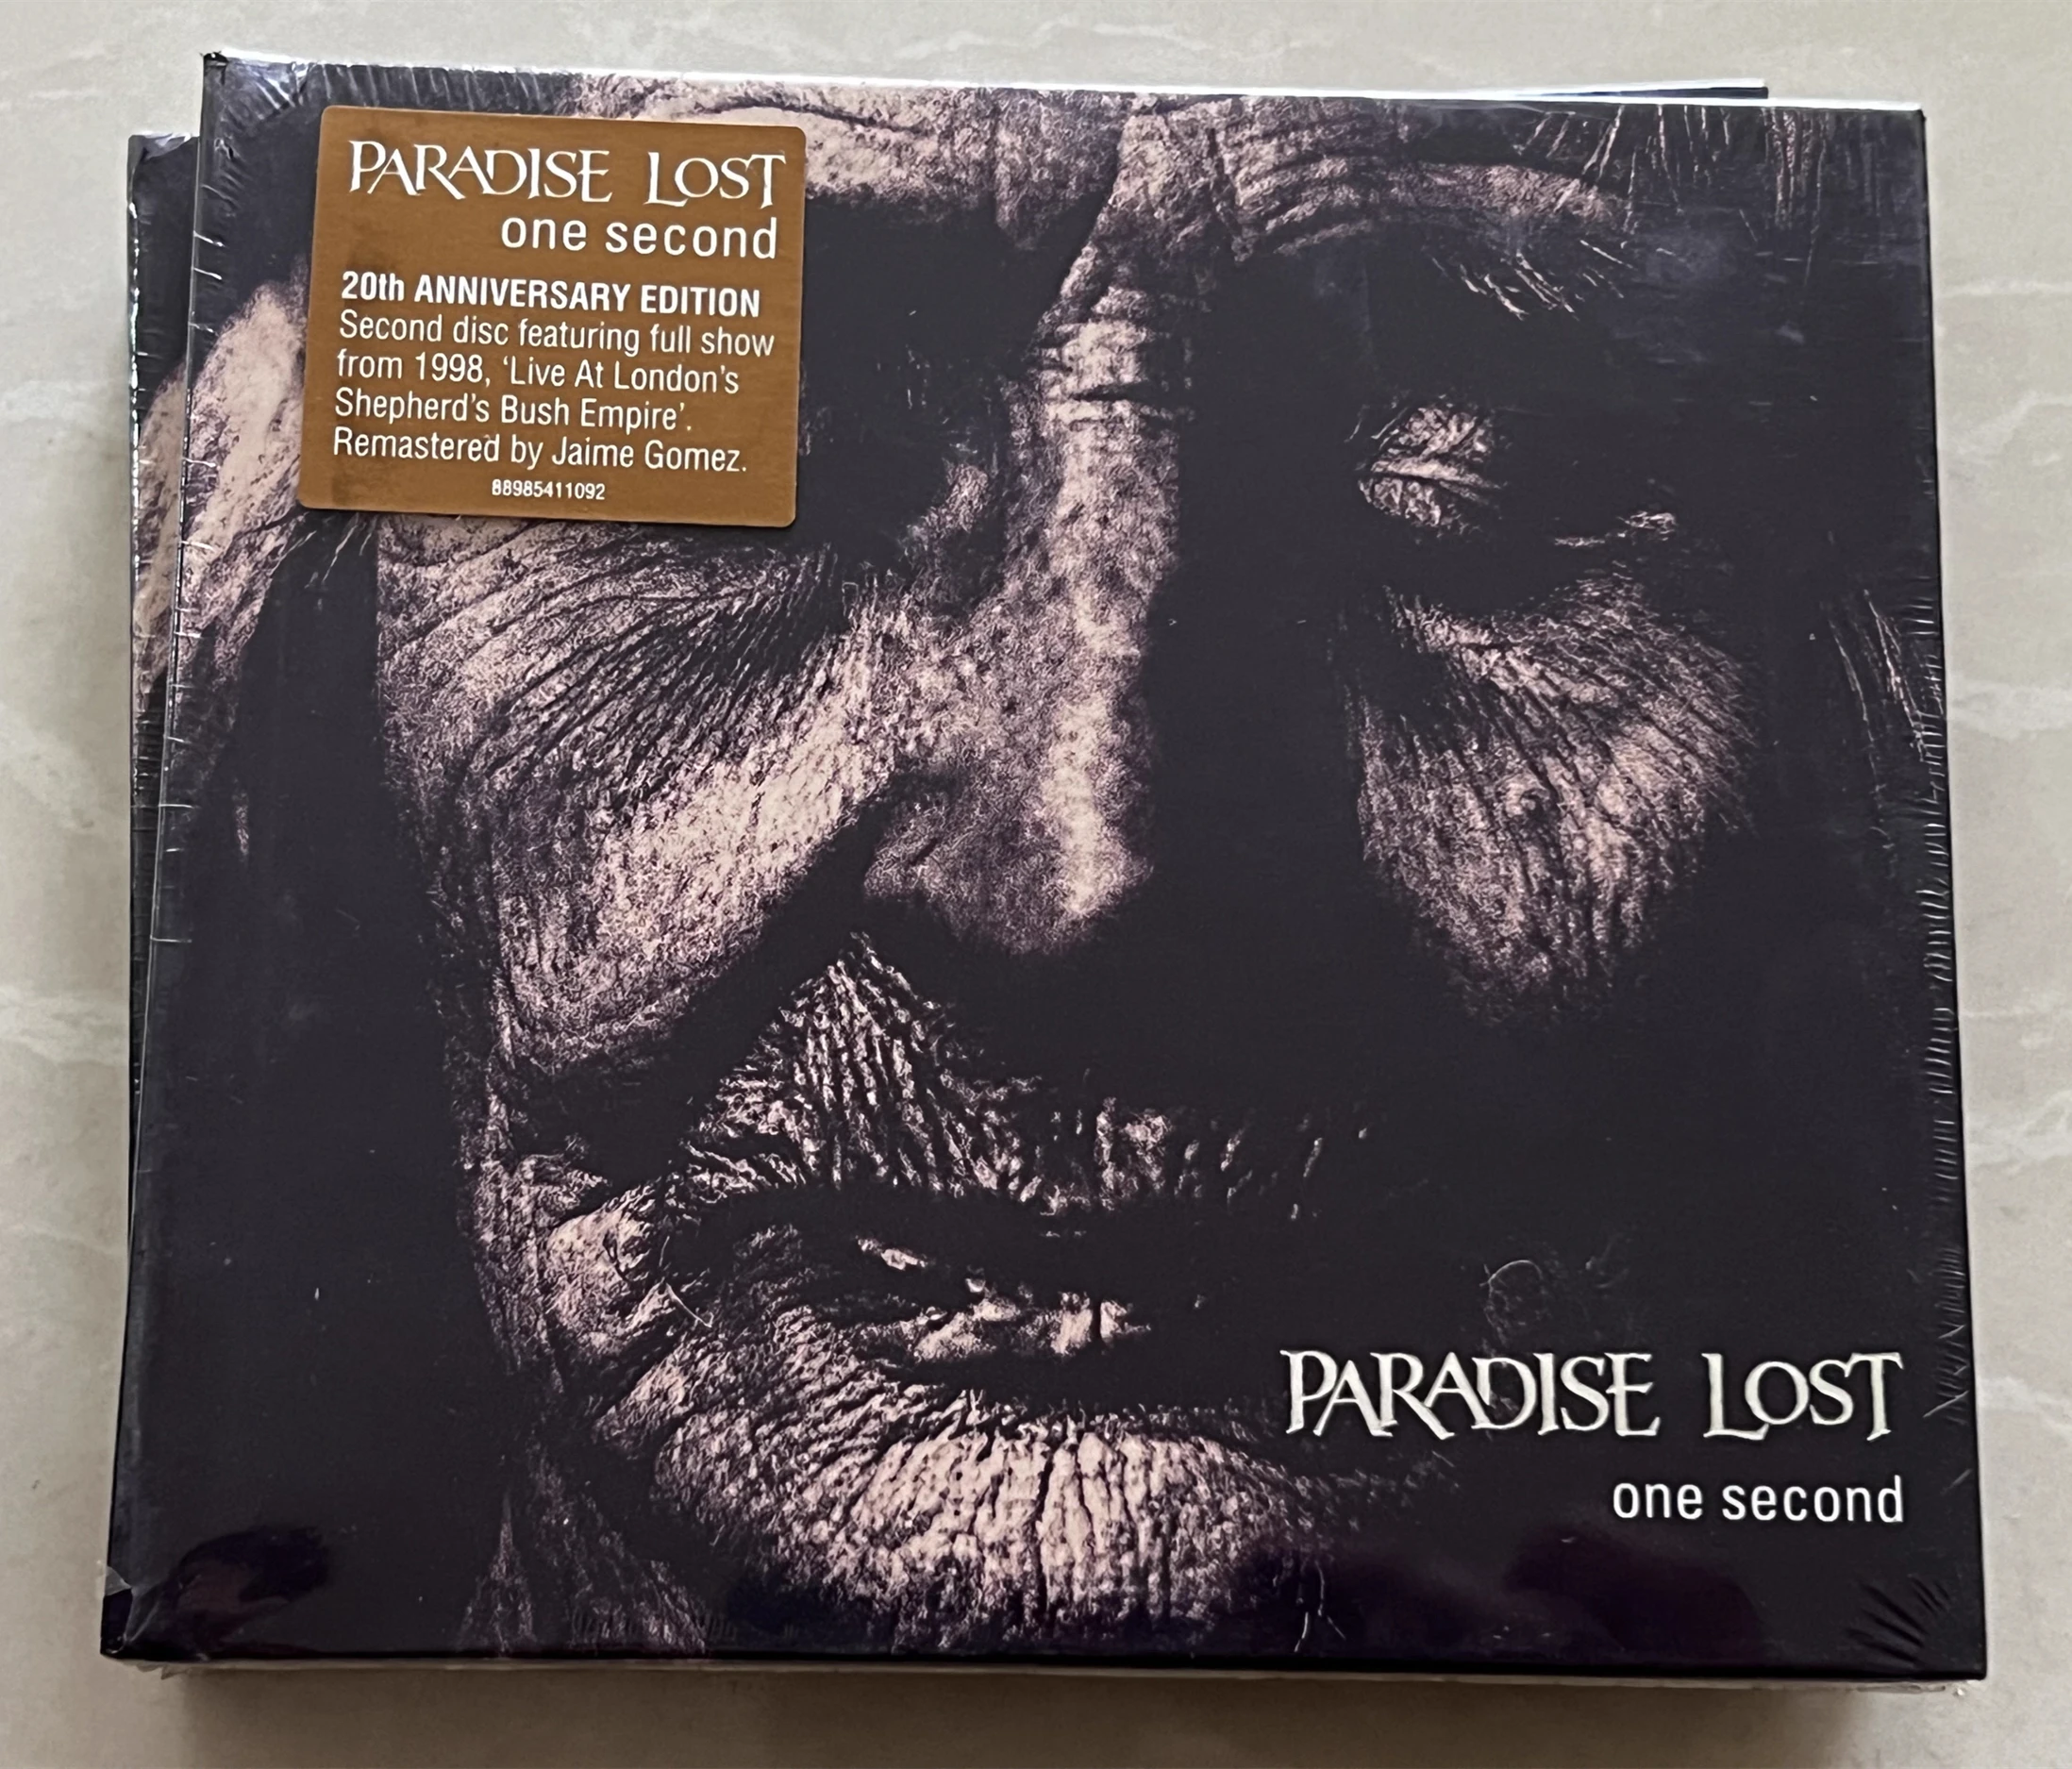 PARADISE LOST
one second
20th ANNIVERSARY EDITION
Second disc featuring full show
from 1998, ‘Live At London’s
Shepherd’s Bush Empire’.
Remastered by Jaime Gomez.
88985411092
PARADISE LOST
one second